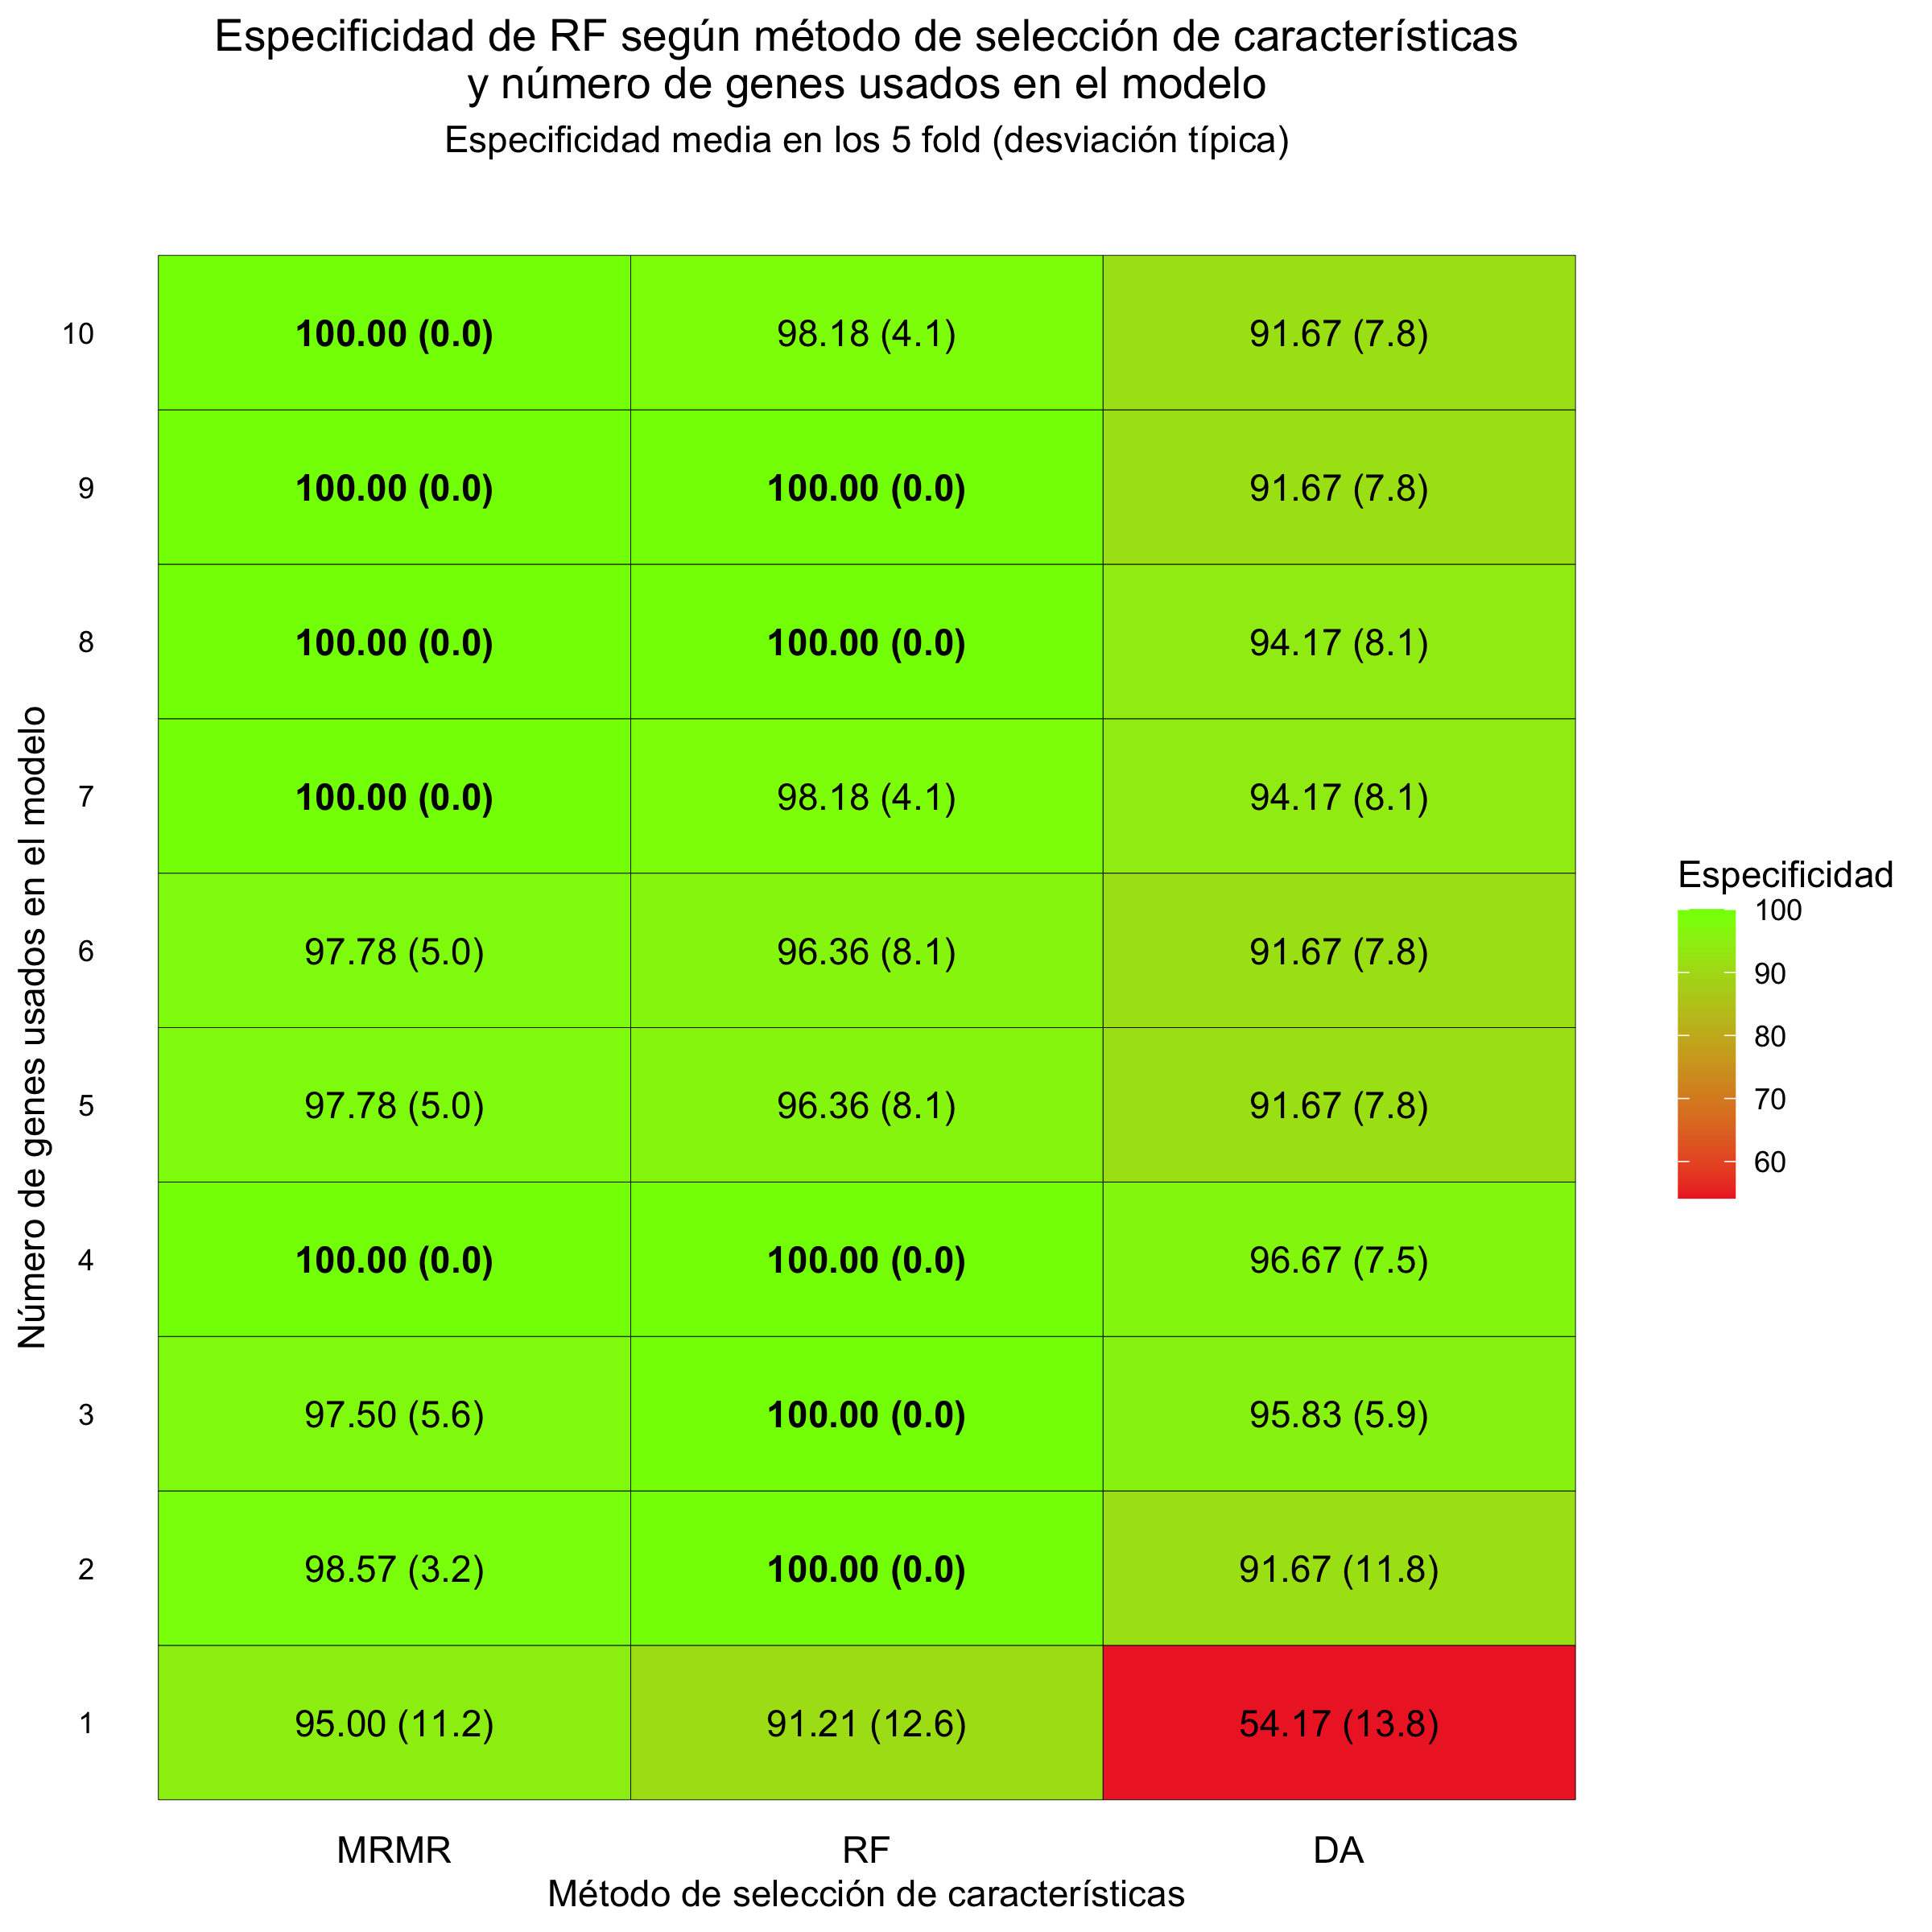 Especificidad de RF según método de selección de características
y número de genes usados en el modelo
Especificidad media en los 5 fold (desviación típica)
Número de genes usados en el modelo
10 100.00 (0.0) 98.18 (4.1) 91.67 (7.8)
9 100.00 (0.0) 100.00 (0.0) 91.67 (7.8)
8 100.00 (0.0) 100.00 (0.0) 94.17 (8.1)
7 100.00 (0.0) 98.18 (4.1) 94.17 (8.1)
6 97.78 (5.0) 96.36 (8.1) 91.67 (7.8)
5 97.78 (5.0) 96.36 (8.1) 91.67 (7.8)
4 100.00 (0.0) 100.00 (0.0) 96.67 (7.5)
3 97.50 (5.6) 100.00 (0.0) 95.83 (5.9)
2 98.57 (3.2) 100.00 (0.0) 91.67 (11.8)
1 95.00 (11.2) 91.21 (12.6) 54.17 (13.8)
MRMR RF DA
Método de selección de características
Especificidad
100
90
80
70
60